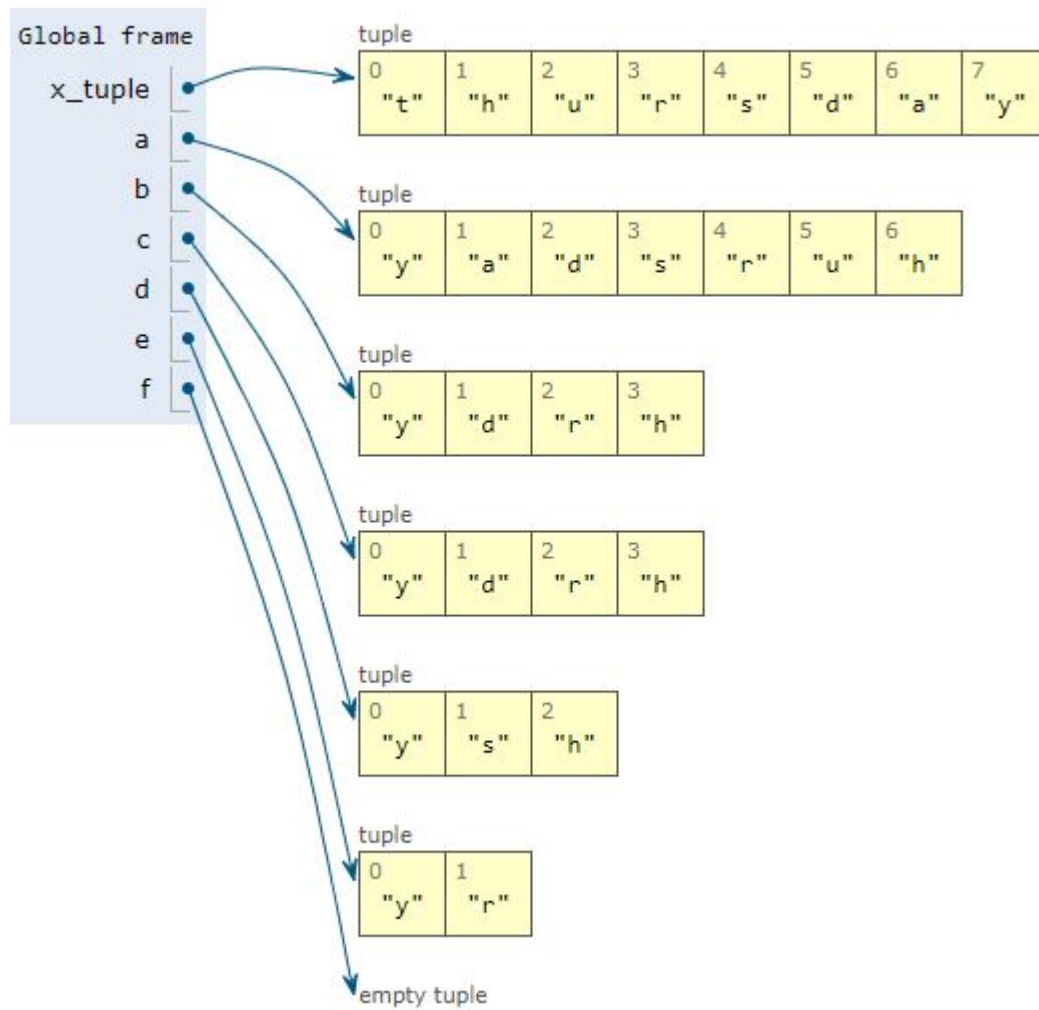 Global frame
x_tuple
a
b
c
d
e
f
tuple
0 1 2 3 4 5 6 7
"t" "h" "u" "r" "s" "d" "a" "y"
tuple
0 1 2 3 4 5 6
"y" "a" "d" "s" "r" "u" "h"
tuple
0 1 2 3
"y" "d" "r" "h"
tuple
0 1 2 3
"y" "d" "r" "h"
tuple
0 1 2
"y" "s" "h"
tuple
0 1
"y" "r"
empty tuple